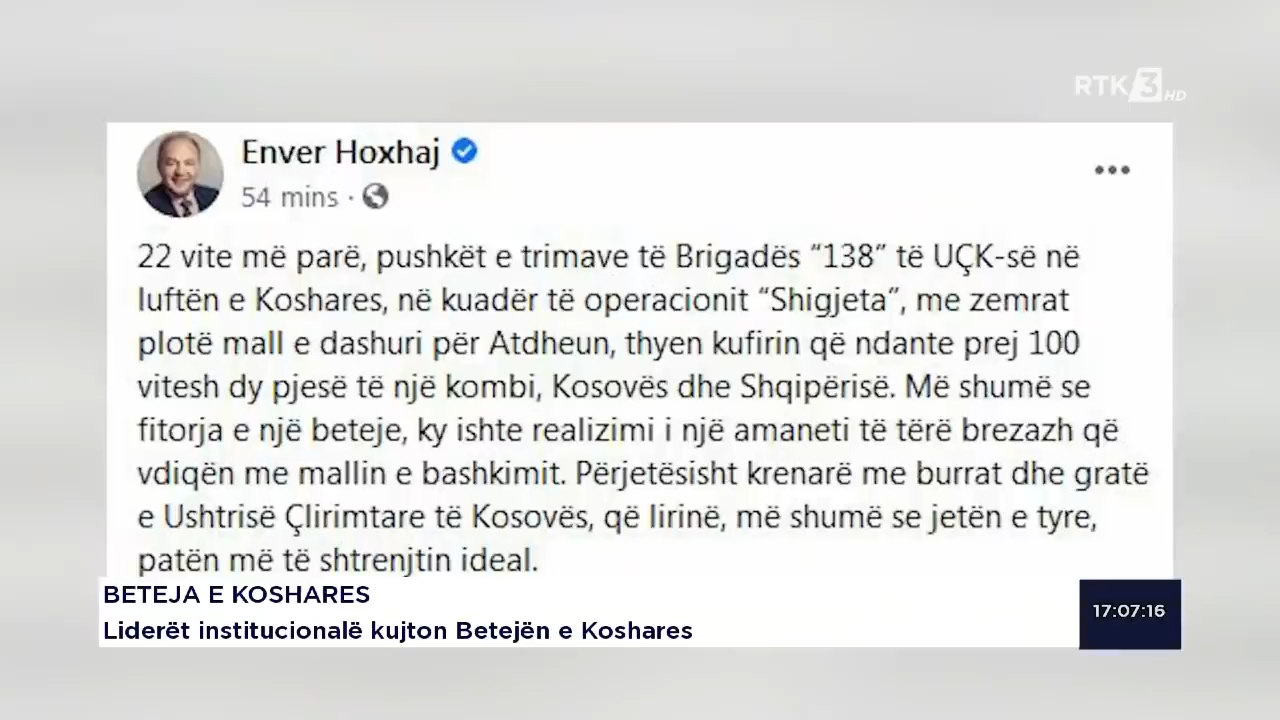 RTK 3 HD
Enver Hoxhaj
54 mins ·
22 vite më parë, pushkët e trimave të Brigadës “138” të UÇK-së në
luftën e Koshares, në kuadër të operacionit “Shigjeta”, me zemrat
plotë mall e dashuri për Atdheun, thyen kufirin që ndante prej 100
vitesh dy pjesë të një kombi, Kosovës dhe Shqipërisë. Më shumë se
fitorja e një beteje, ky ishte realizimi i një amaneti të tërë brezazh që
vdiqën me mallin e bashkimit. Përjetësisht krenarë me burrat dhe gratë
e Ushtrisë Çlirimtare të Kosovës, që lirinë, më shumë se jetën e tyre,
patën më të shtrenjtin ideal.
BETEJA E KOSHARES
Liderët institucionalë kujton Betejën e Koshares
17:07:16